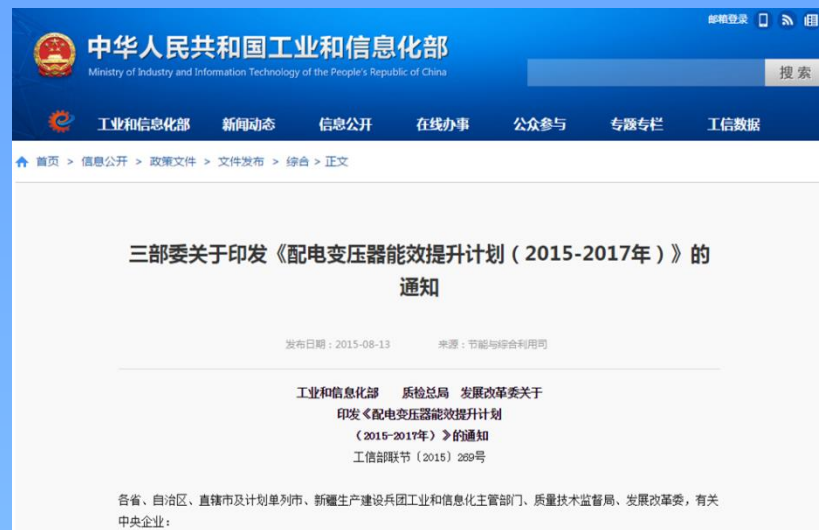 邮箱登录
中华人民共和国工业和信息化部
Ministry of Industry and Information Technology of the People's Republic of China
搜 索
工业和信息化部 新闻动态 信息公开 在线办事 公众参与 专题专栏 工信数据
首页 > 信息公开 > 政策文件 > 文件发布 > 综合 > 正文
三部委关于印发《配电变压器能效提升计划（2015-2017年）》的
通知
发布日期：2015-08-13 来源：节能与综合利用司
工业和信息化部 质检总局 发展改革委关于
印发《配电变压器能效提升计划
（2015-2017年）》的通知
工信部联节〔2015〕269号
各省、自治区、直辖市及计划单列市、新疆生产建设兵团工业和信息化主管部门、质量技术监督局、发展改革委，有关
中央企业：